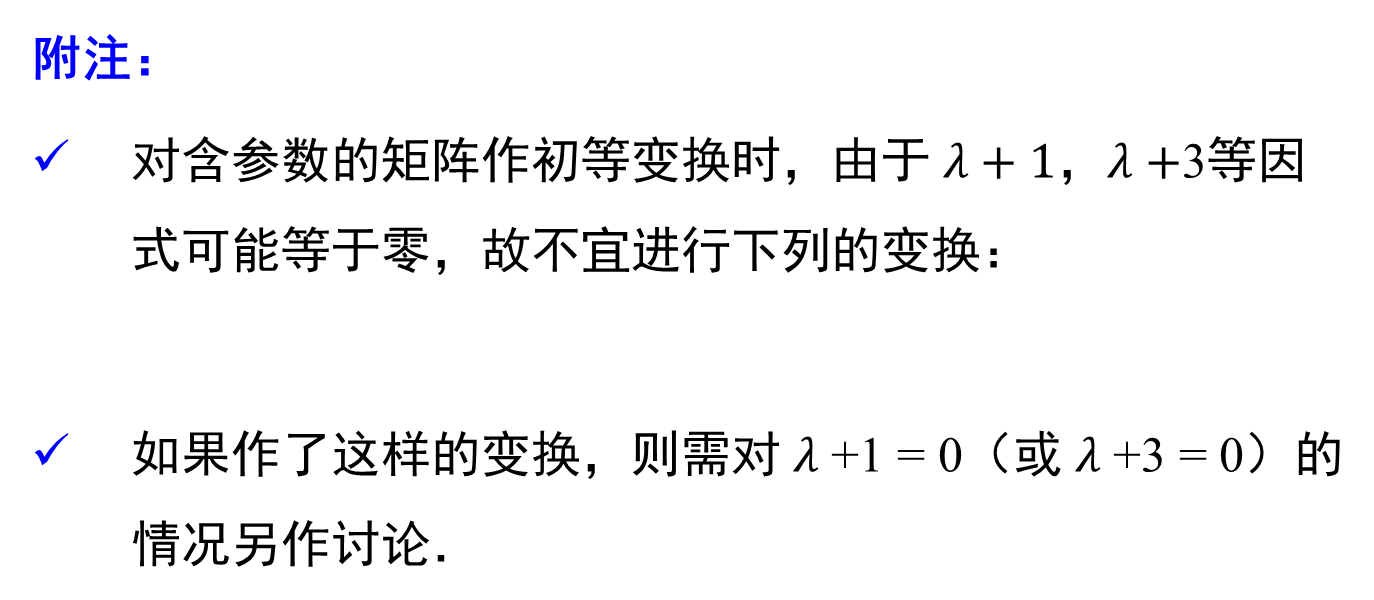 附注：
✓ 对含参数的矩阵作初等变换时，由于 λ + 1，λ +3等因
式可能等于零，故不宜进行下列的变换：
✓ 如果作了这样的变换，则需对 λ +1 = 0（或 λ +3 = 0）的
情况另作讨论．